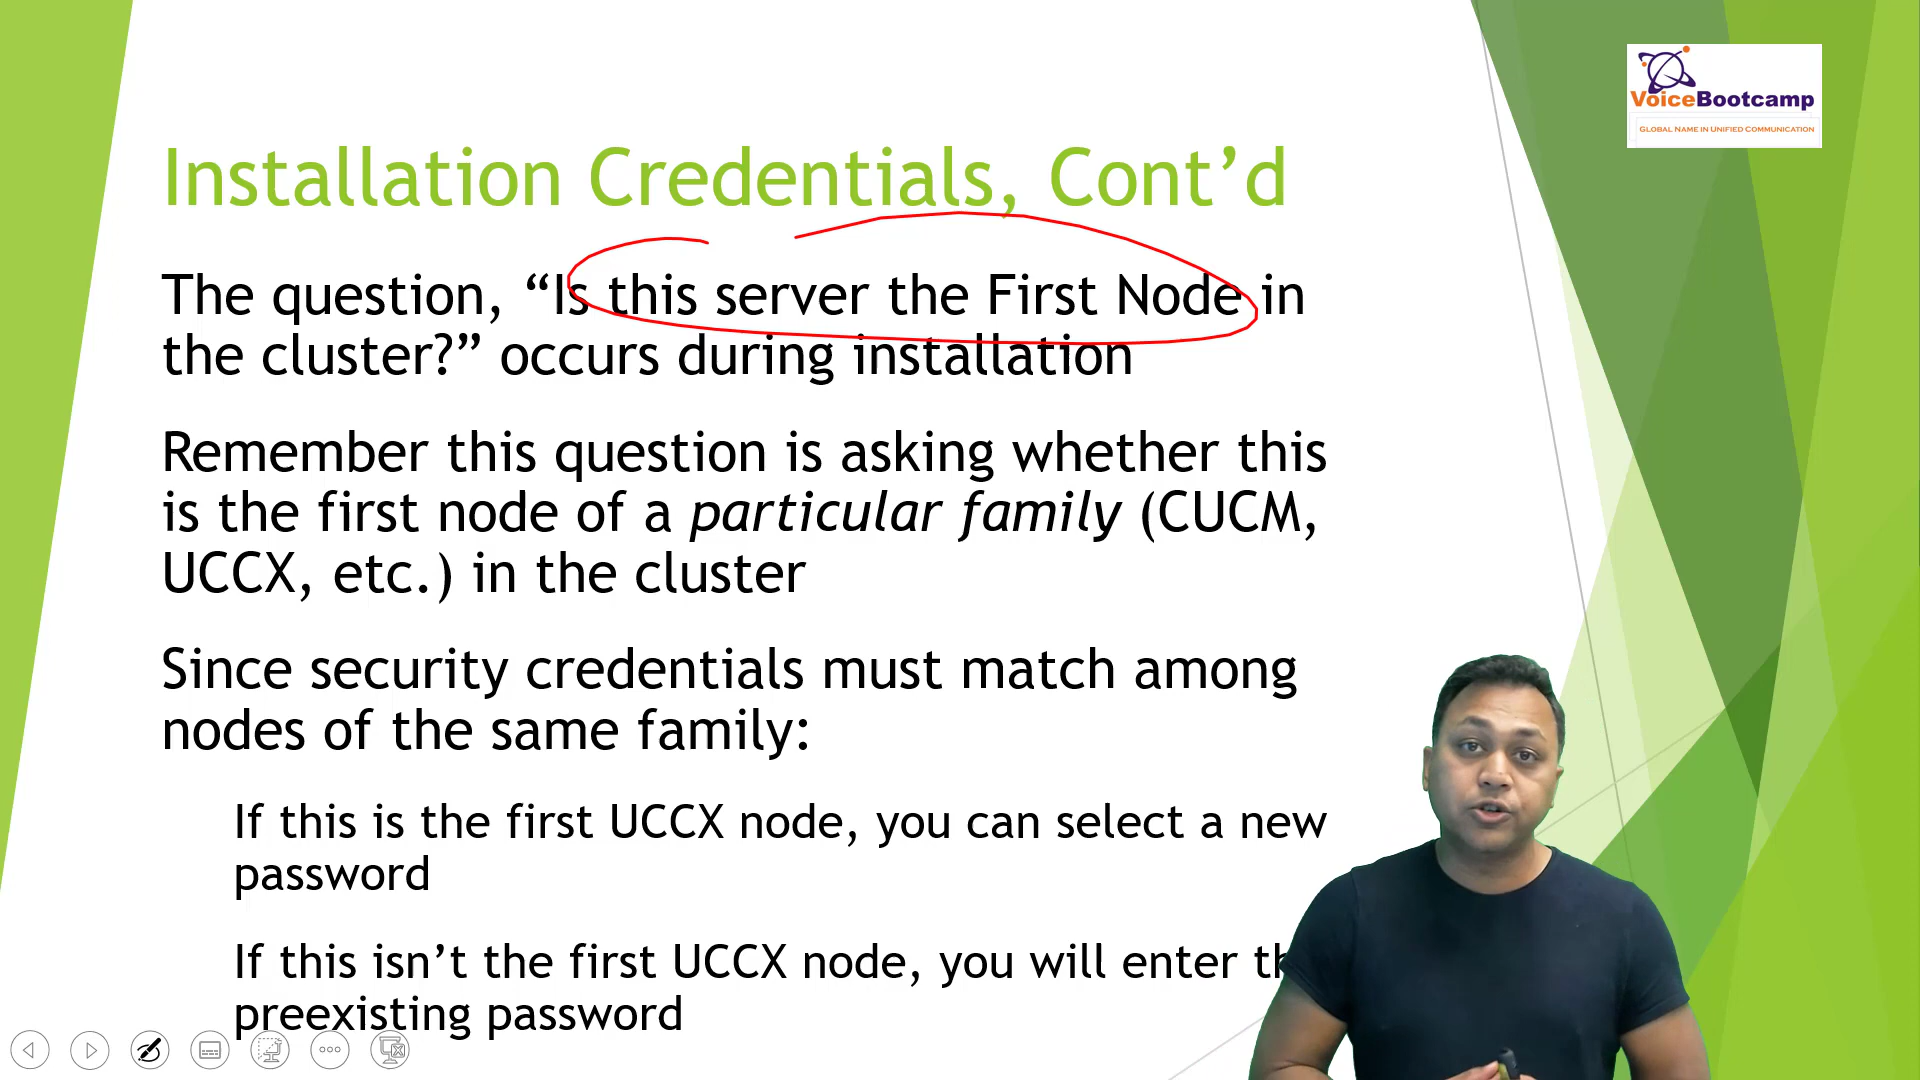 VoiceBootcamp
GLOBAL NAME IN UNIFIED COMMUNICATION
Installation Credentials, Cont’d
The question, “Is this server the First Node in
the cluster?” occurs during installation
Remember this question is asking whether this
is the first node of a particular family (CUCM,
UCCX, etc.) in the cluster
Since security credentials must match among
nodes of the same family:
If this is the first UCCX node, you can select a new
password
If this isn’t the first UCCX node, you will enter
preexisting password